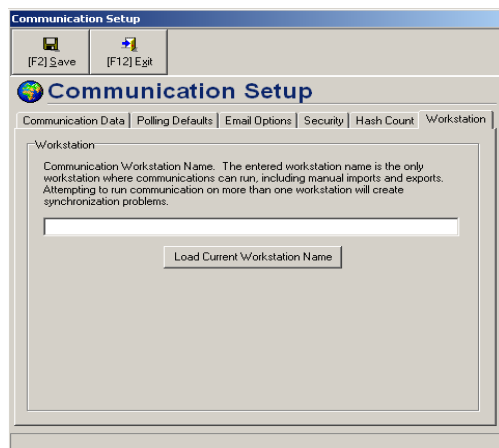 Communication Setup
[F2] Save
[F12] Exit
Communication Setup
Communication Data
Polling Defaults
Email Options
Security
Hash Count
Workstation
Workstation
Communication Workstation Name. The entered workstation name is the only
workstation where communications can run, including manual imports and exports.
Attempting to run communication on more than one workstation will create
synchronization problems.
Load Current Workstation Name